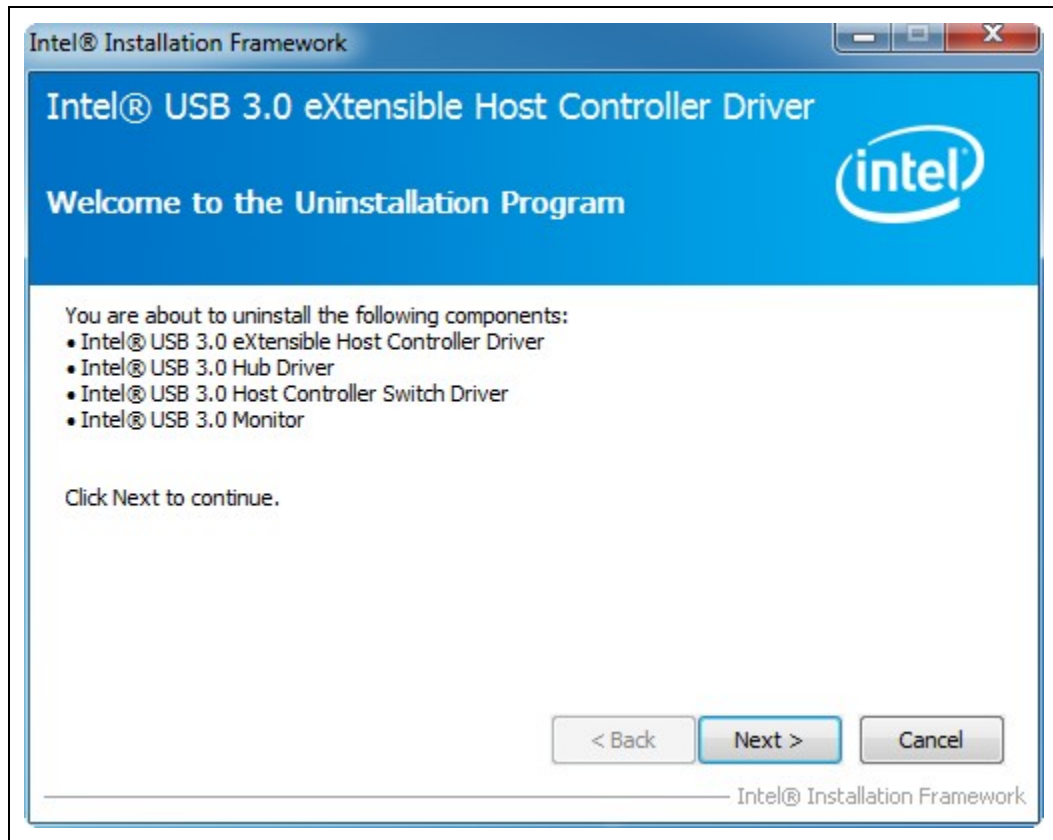 Intel® Installation Framework
X
Intel® USB 3.0 eXtensible Host Controller Driver
intel
Welcome to the Uninstallation Program
You are about to uninstall the following components:
• Intel® USB 3.0 eXtensible Host Controller Driver
• Intel® USB 3.0 Hub Driver
• Intel® USB 3.0 Host Controller Switch Driver
• Intel® USB 3.0 Monitor
Click Next to continue.
< Back
Next >
Cancel
Intel® Installation Framework